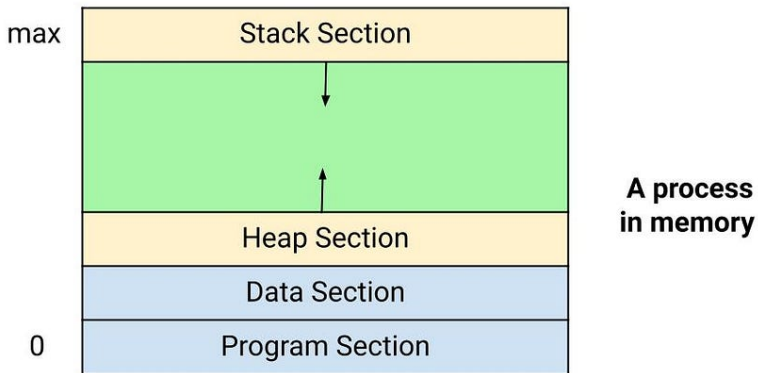 max
Stack Section
A process
in memory
Heap Section
Data Section
0
Program Section